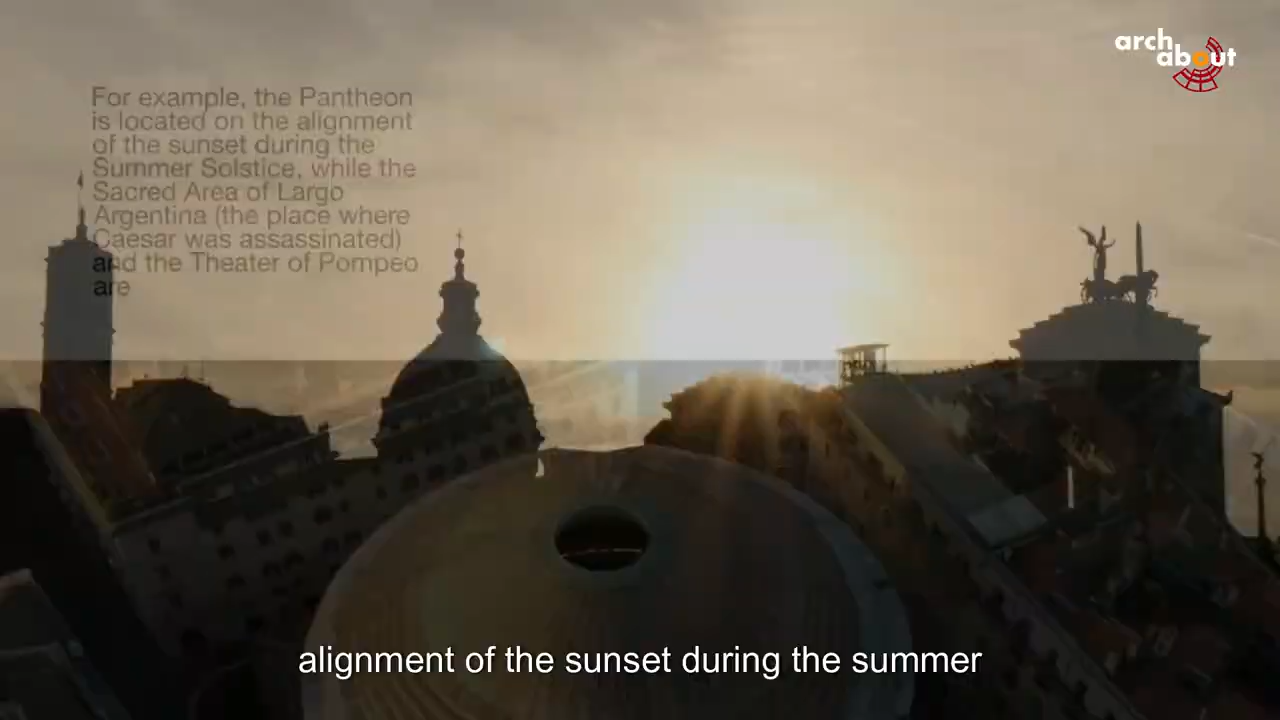 arch
about
For example, the Pantheon
is located on the alignment
of the sunset during the
Summer Solstice, while the
Sacred Area of Largo
Argentina (the place where
Caesar was assassinated)
and the Theater of Pompeo
are
alignment of the sunset during the summer